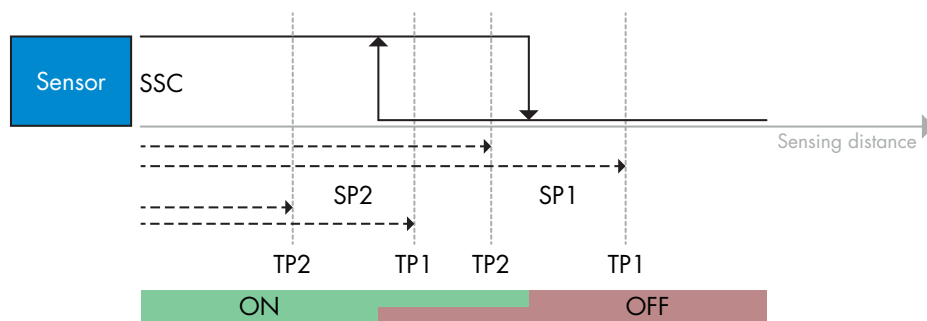 Sensor
SSC
Sensing distance
SP2
SP1
TP2
TP1
TP2
TP1
ON
OFF